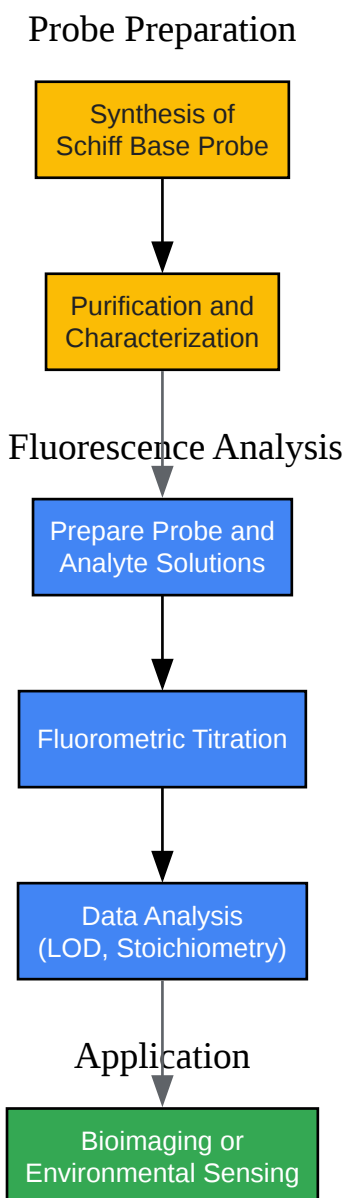 Probe Preparation
Synthesis of
Schiff Base Probe
Purification and
Characterization
Fluorescence Analysis
Prepare Probe and
Analyte Solutions
Fluorometric Titration
Data Analysis
(LOD, Stoichiometry)
Application
Bioimaging or
Environmental Sensing